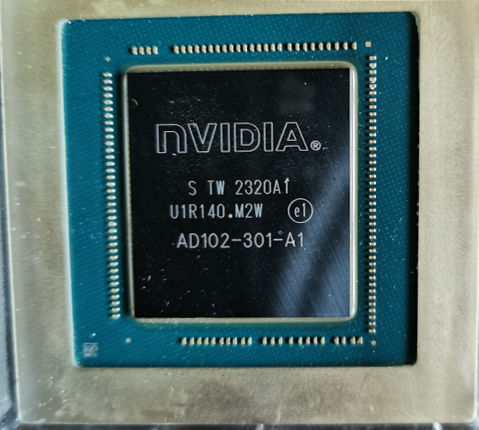 NVIDIA®
S TW 2320A1
U1R140.M2W e1
AD102-301-A1